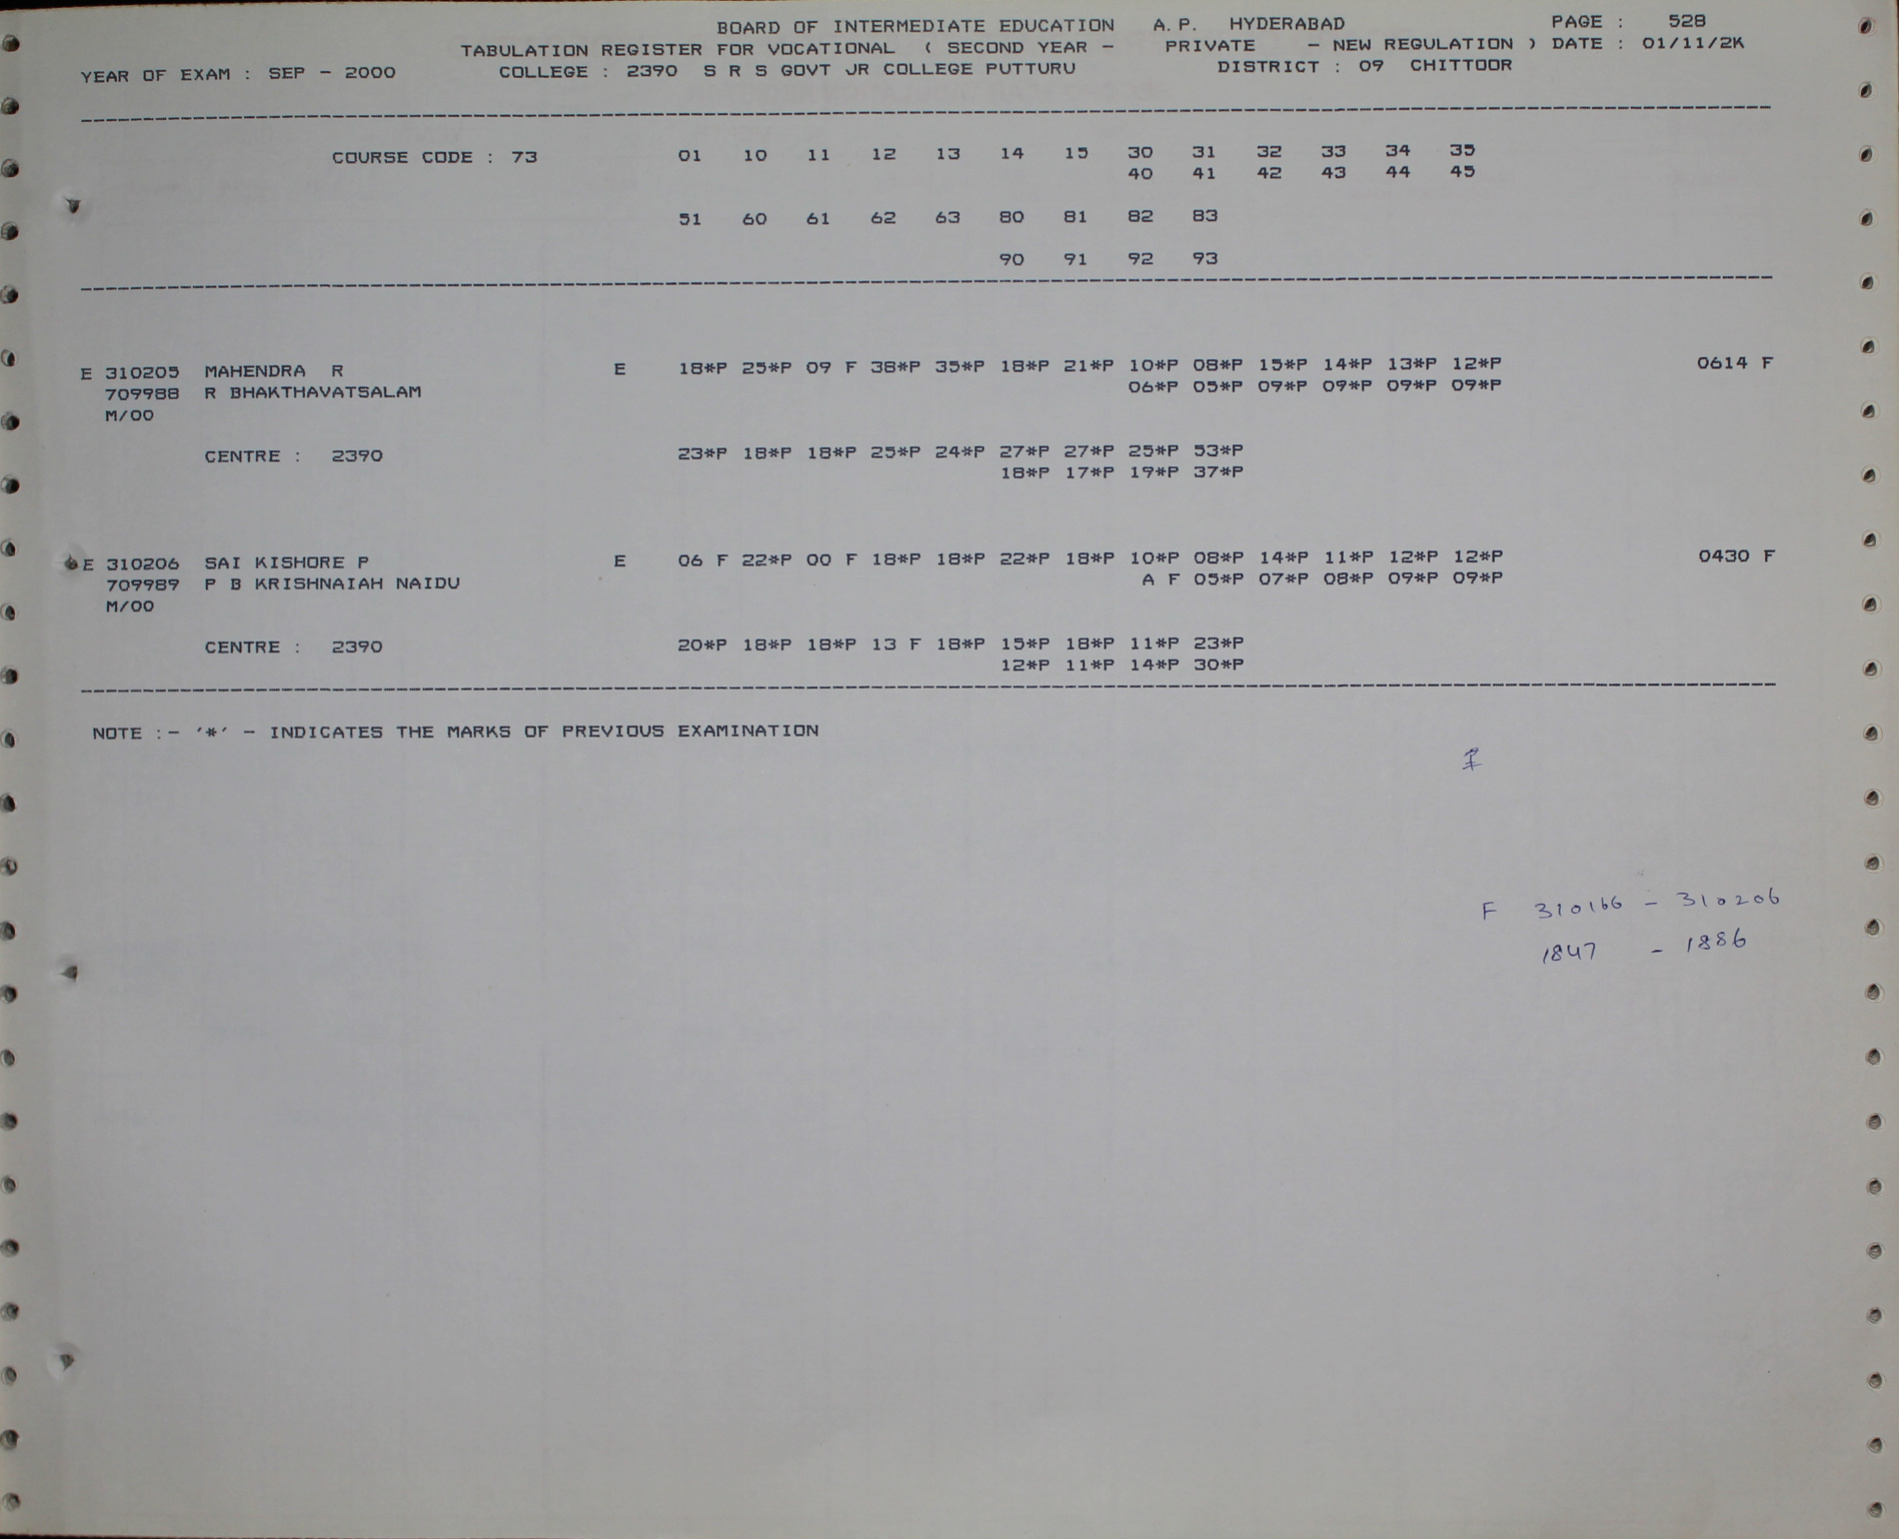 BOARD OF INTERMEDIATE EDUCATION A.P. HYDERABAD PAGE : 528
TABULATION REGISTER FOR VOCATIONAL ( SECOND YEAR - PRIVATE - NEW REGULATION ) DATE : 01/11/2K
YEAR OF EXAM : SEP - 2000 COLLEGE : 2390 S R S GOVT JR COLLEGE PUTTURU DISTRICT : 09 CHITTOOR
COURSE CODE : 73 01 10 11 12 13 14 15 30 31 32 33 34 35
40 41 42 43 44 45
51 60 61 62 63 80 81 82 83
90 91 92 93
E 310205 MAHENDRA R E 18*P 25*P 09 F 38*P 35*P 18*P 21*P 10*P 08*P 15*P 14*P 13*P 12*P 0614 F
709988 R BHAKTHAVATSALAM 06*P 05*P 09*P 09*P 09*P 09*P
M/00
CENTRE : 2390 23*P 18*P 18*P 25*P 24*P 27*P 27*P 25*P 53*P
18*P 17*P 19*P 37*P
E 310206 SAI KISHORE P E 06 F 22*P 00 F 18*P 18*P 22*P 18*P 10*P 08*P 14*P 11*P 12*P 12*P 0430 F
709989 P B KRISHNAIAH NAIDU A F 05*P 07*P 08*P 09*P 09*P
M/00
CENTRE : 2390 20*P 18*P 18*P 13 F 18*P 15*P 18*P 11*P 23*P
12*P 11*P 14*P 30*P
NOTE :- '*' - INDICATES THE MARKS OF PREVIOUS EXAMINATION
F 310166 - 310206
1847 - 1886